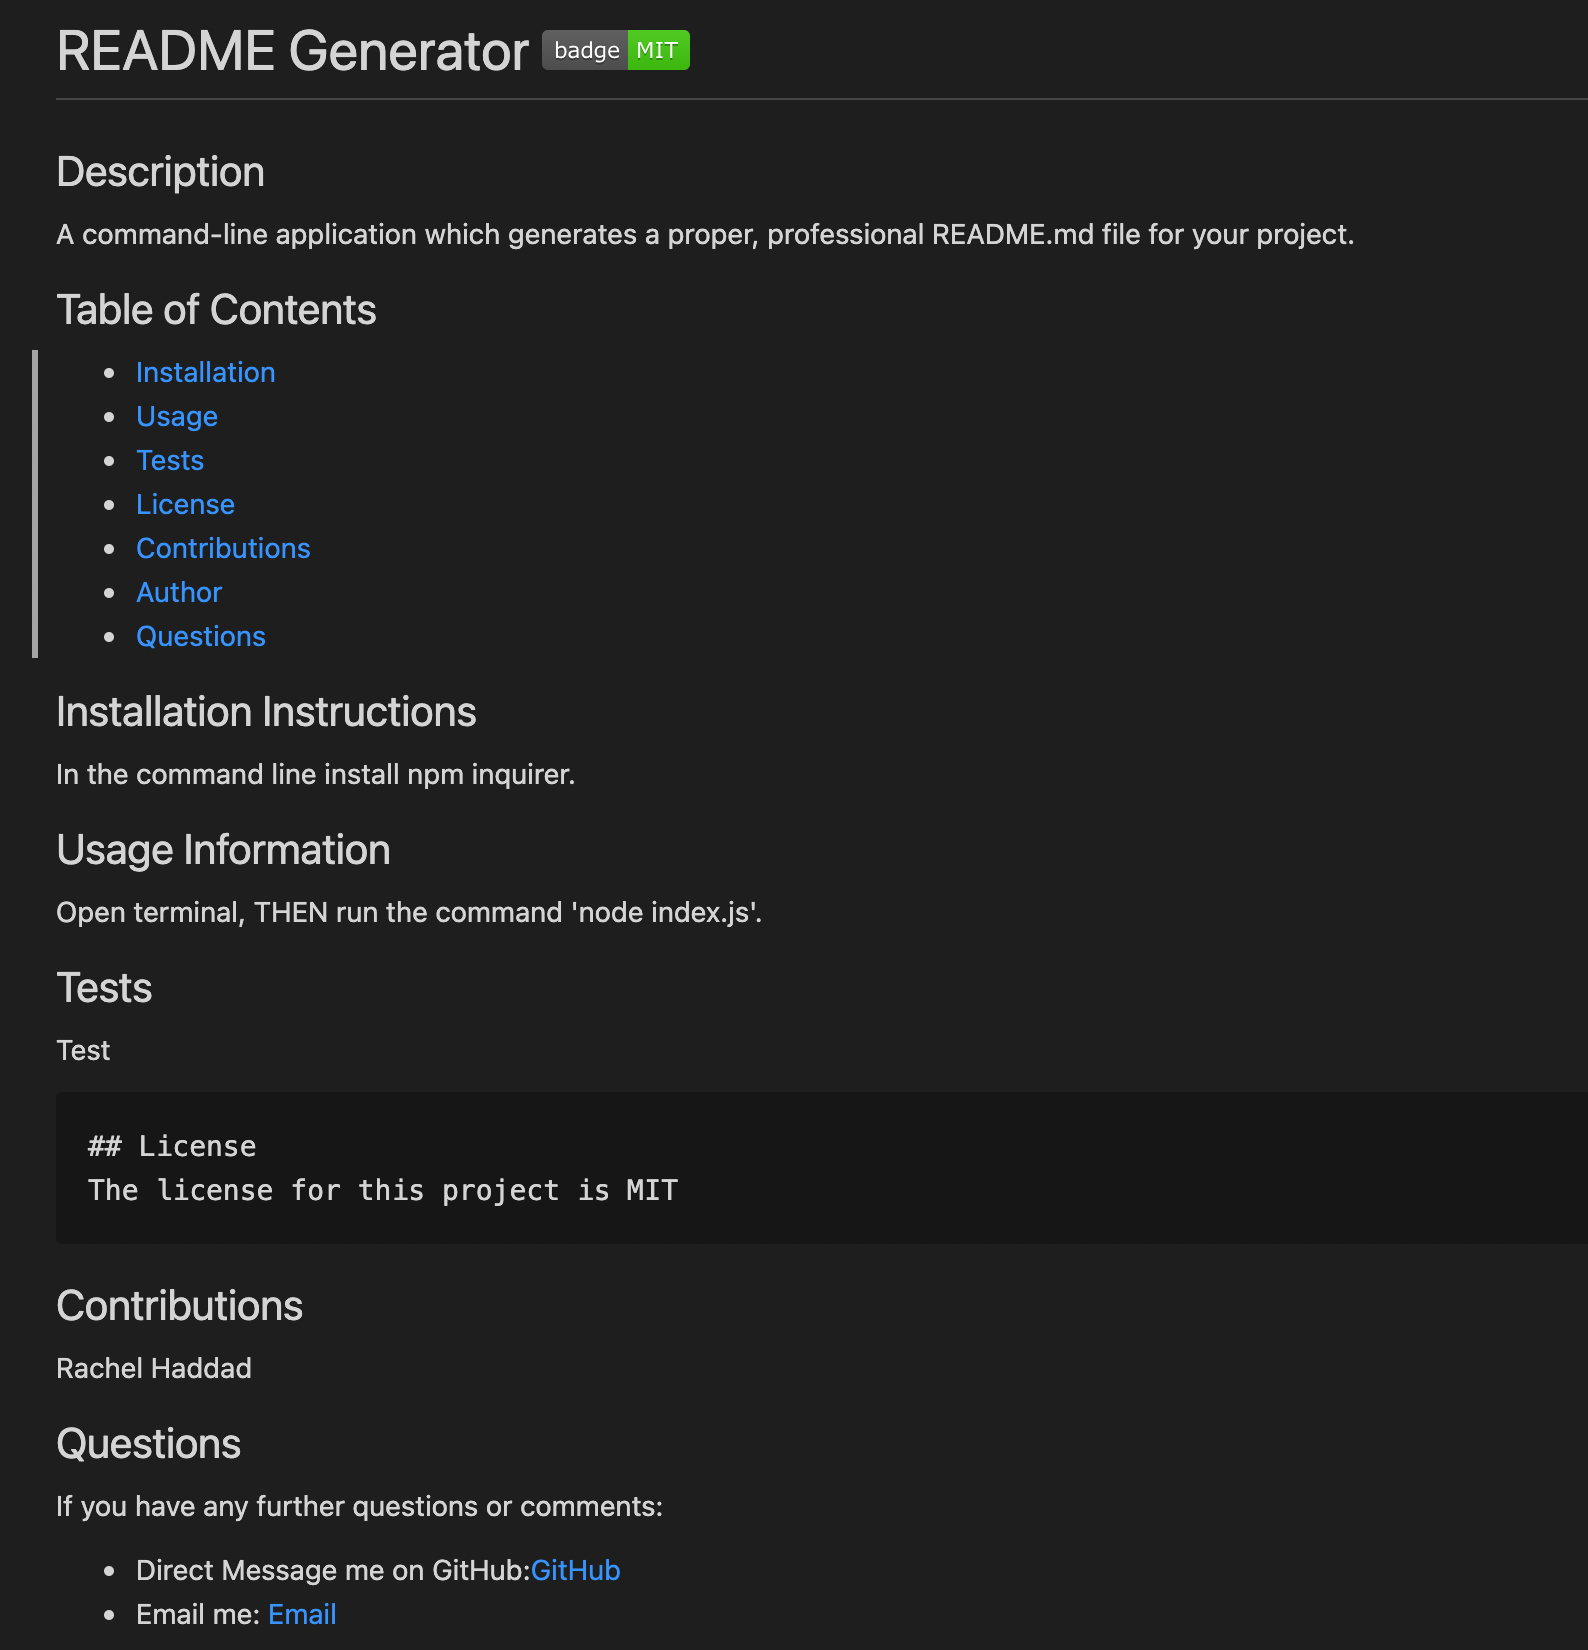 README Generator badge MIT
Description
A command-line application which generates a proper, professional README.md file for your project.
Table of Contents
Installation
Usage
Tests
License
Contributions
Author
Questions
Installation Instructions
In the command line install npm inquirer.
Usage Information
Open terminal, THEN run the command 'node index.js'.
Tests
Test
## License
The license for this project is MIT
Contributions
Rachel Haddad
Questions
If you have any further questions or comments:
Direct Message me on GitHub:GitHub
Email me: Email